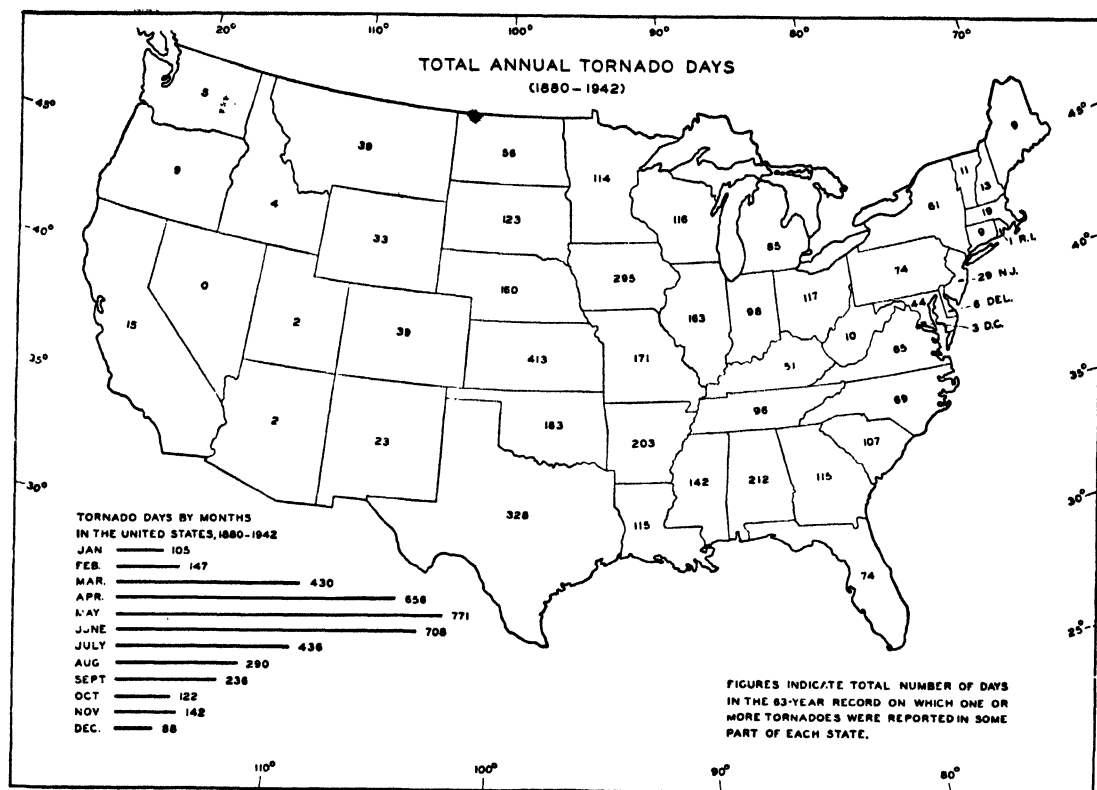 20° 110° 100° 90° 80° 70°
TOTAL ANNUAL TORNADO DAYS
(1880-1942)
45° 45°
5
39
56
114
9
11
13
9
4
33
123
116
85
61
19
9
1 R.I.
40° 40°
0
2
39
160
295
163
98
117
74
29 N.J.
6 DEL.
3 D.C.
44
15
413
171
10
65
51
35° 35°
2
23
183
203
96
69
107
142
212
115
328
115
74
30° 30°
25°
TORNADO DAYS BY MONTHS
IN THE UNITED STATES, 1880-1942
JAN 105
FEB. 147
MAR. 430
APR. 656
MAY 771
JUNE 708
JULY 436
AUG 290
SEPT 236
OCT 122
NOV 142
DEC. 88
FIGURES INDICATE TOTAL NUMBER OF DAYS
IN THE 63-YEAR RECORD ON WHICH ONE OR
MORE TORNADOES WERE REPORTED IN SOME
PART OF EACH STATE.
110° 100° 90° 80°